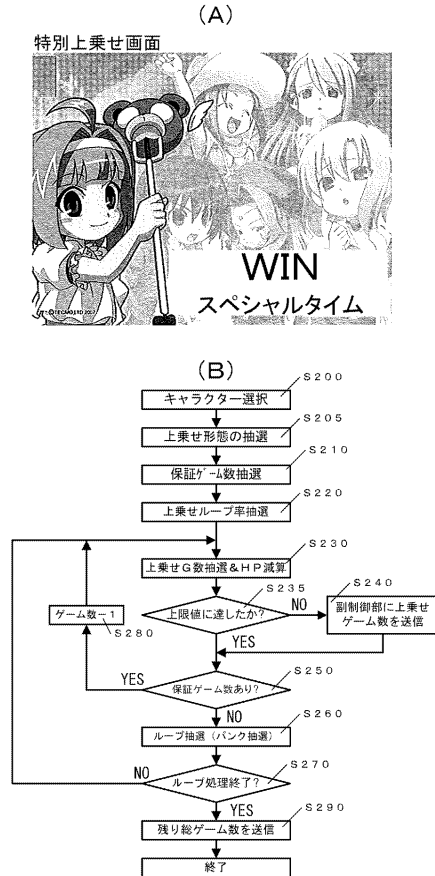 (A)
特別上乗せ画面
WIN
スペシャルタイム
(B)
S200
キャラクター選択
S205
上乗せ形態の抽選
S210
保証ゲーム数抽選
S220
上乗せループ率抽選
S230
上乗せG数抽選&HP減算
S235
上限値に達したか?
NO
YES
S240
副制御部に上乗せ
ゲーム数を送信
ゲーム数-1
S280
S250
保証ゲーム数あり?
YES
NO
S260
ループ抽選(バンク抽選)
S270
ループ処理終了?
NO
YES
S290
残り総ゲーム数を送信
終了